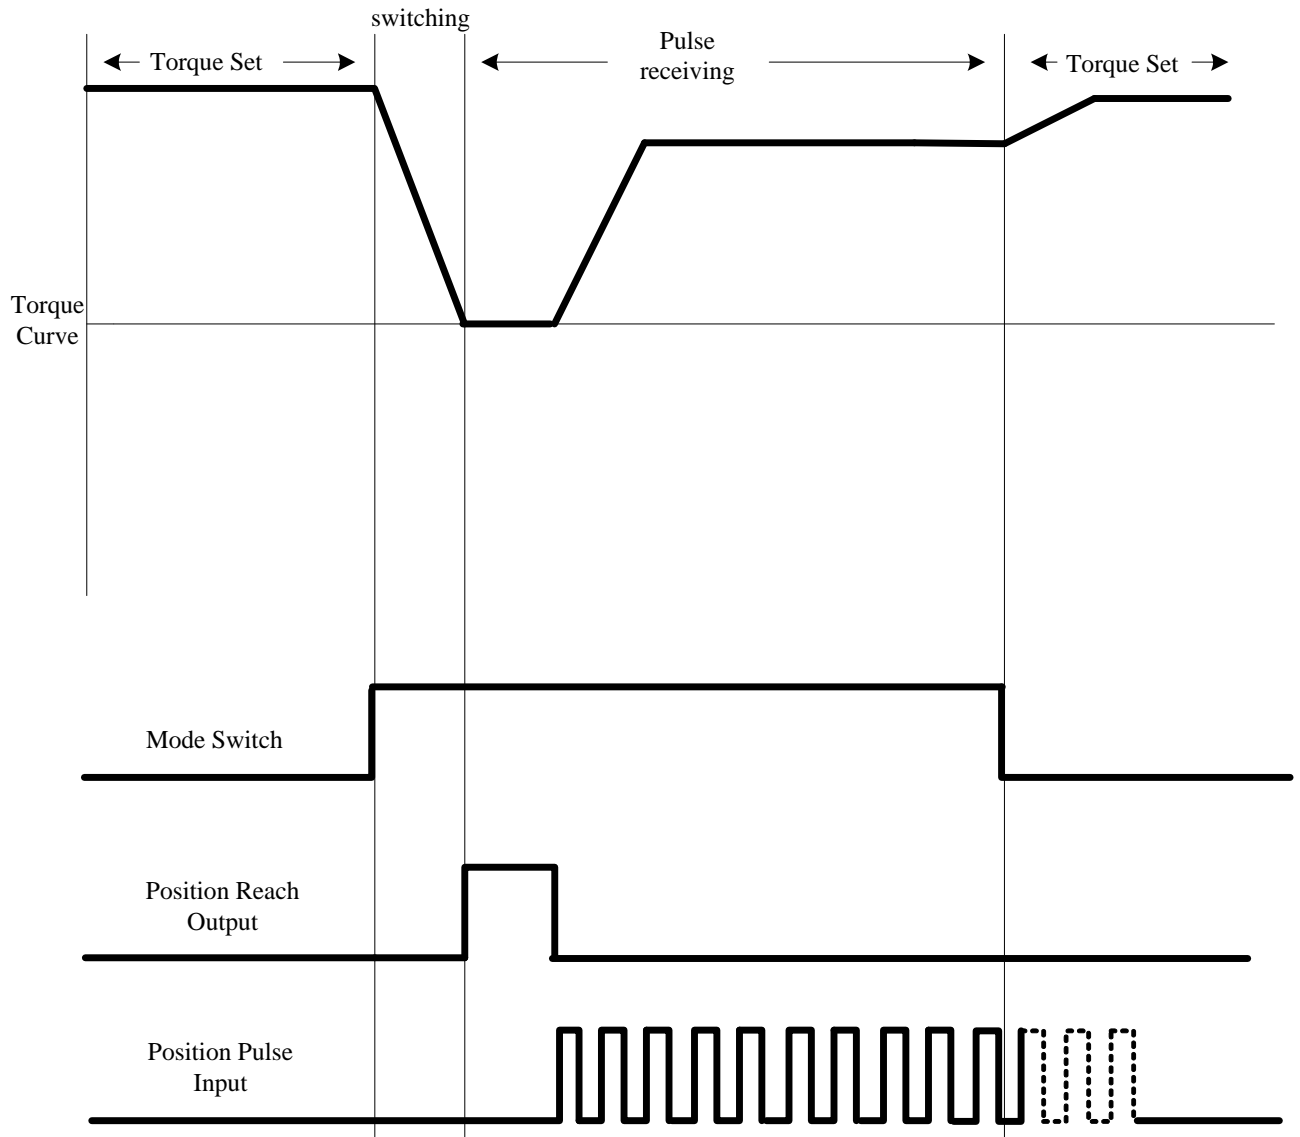 switching
Torque Set
Pulse
receiving
Torque Set
Torque
Curve
Mode Switch
Position Reach
Output
Position Pulse
Input